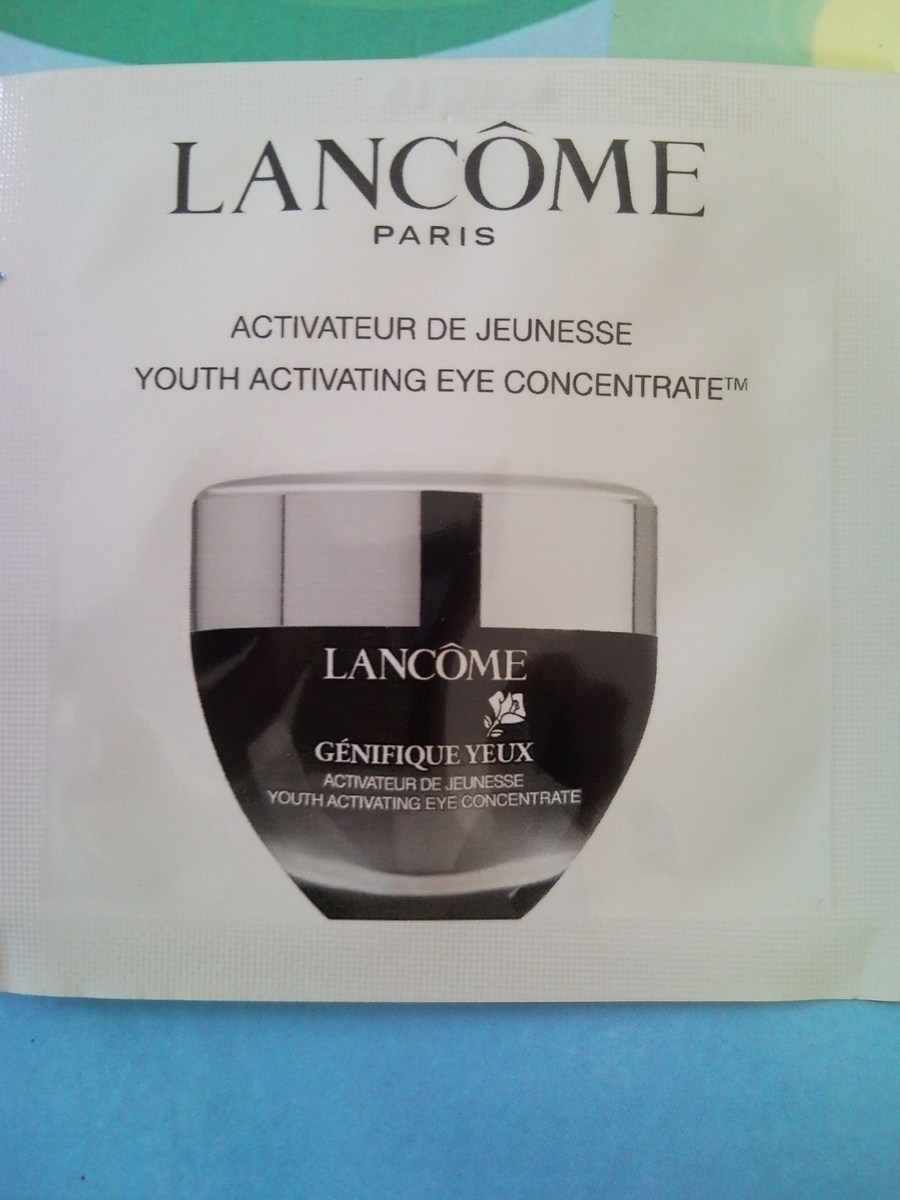 LANCÔME
PARIS
ACTIVATEUR DE JEUNESSE
YOUTH ACTIVATING EYE CONCENTRATE™
LANCÔME
GÉNIFIQUE YEUX
ACTIVATEUR DE JEUNESSE
YOUTH ACTIVATING EYE CONCENTRATE